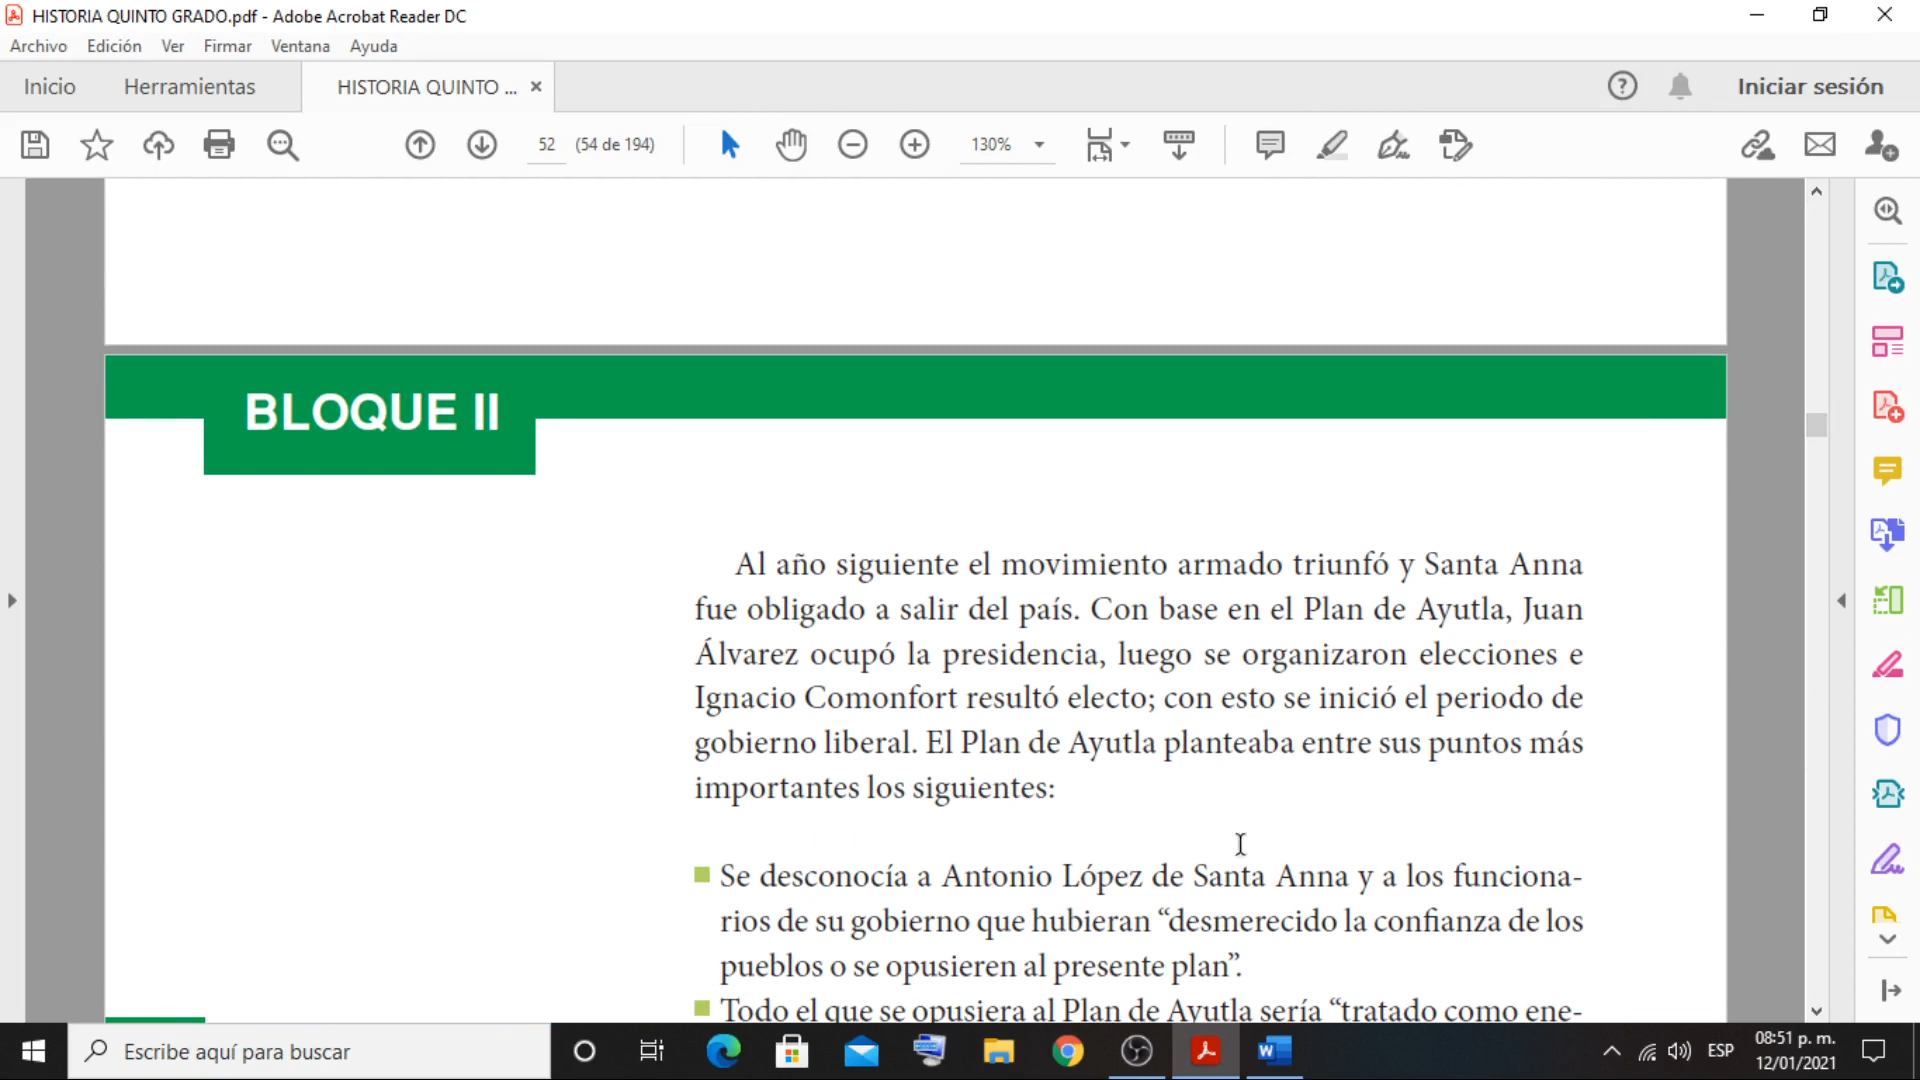 HISTORIA QUINTO GRADO.pdf - Adobe Acrobat Reader DC
Archivo Edición Ver Firmar Ventana Ayuda
Inicio Herramientas HISTORIA QUINTO ... × Iniciar sesión
52 (54 de 194) 130%
BLOQUE II
Al año siguiente el movimiento armado triunfó y Santa Anna
fue obligado a salir del país. Con base en el Plan de Ayutla, Juan
Álvarez ocupó la presidencia, luego se organizaron elecciones e
Ignacio Comonfort resultó electo; con esto se inició el periodo de
gobierno liberal. El Plan de Ayutla planteaba entre sus puntos más
importantes los siguientes:
Se desconocía a Antonio López de Santa Anna y a los funciona-
rios de su gobierno que hubieran “desmerecido la confianza de los
pueblos o se opusieren al presente plan”.
Todo el que se opusiera al Plan de Ayutla sería “tratado como ene-
Escribe aquí para buscar
ESP
08:51 p. m.
12/01/2021